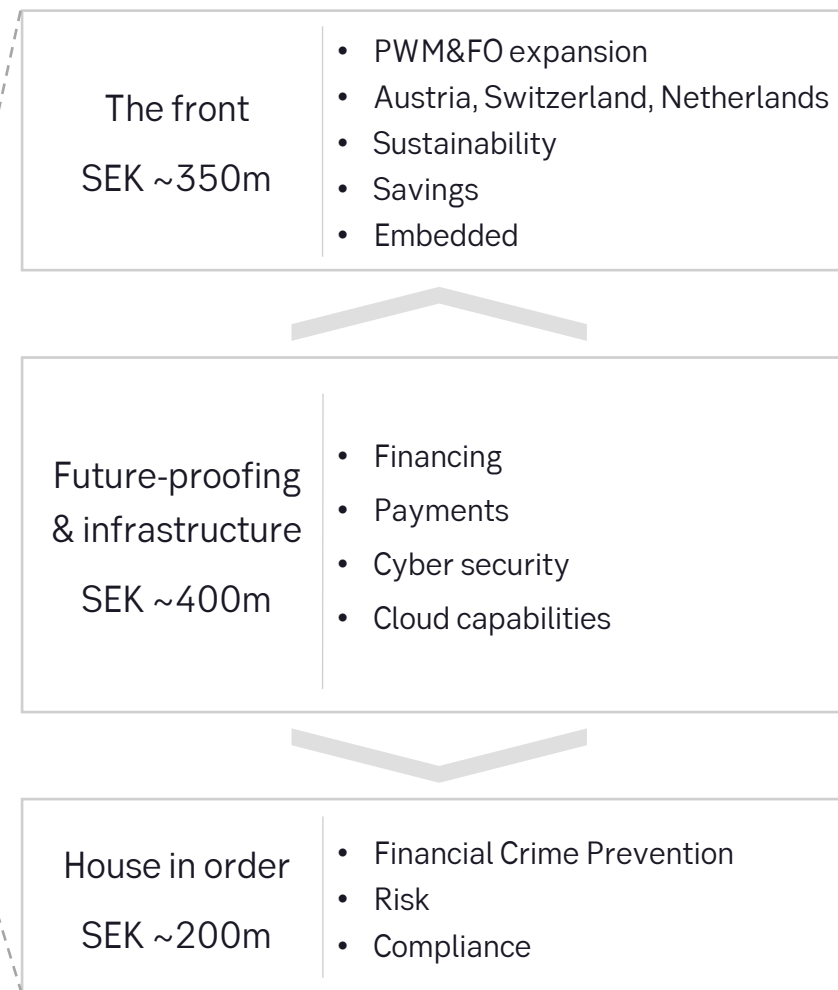 The front
SEK ~350m
• PWM&FO expansion
• Austria, Switzerland, Netherlands
• Sustainability
• Savings
• Embedded
Future-proofing
& infrastructure
SEK ~400m
• Financing
• Payments
• Cyber security
• Cloud capabilities
House in order
SEK ~200m
• Financial Crime Prevention
• Risk
• Compliance